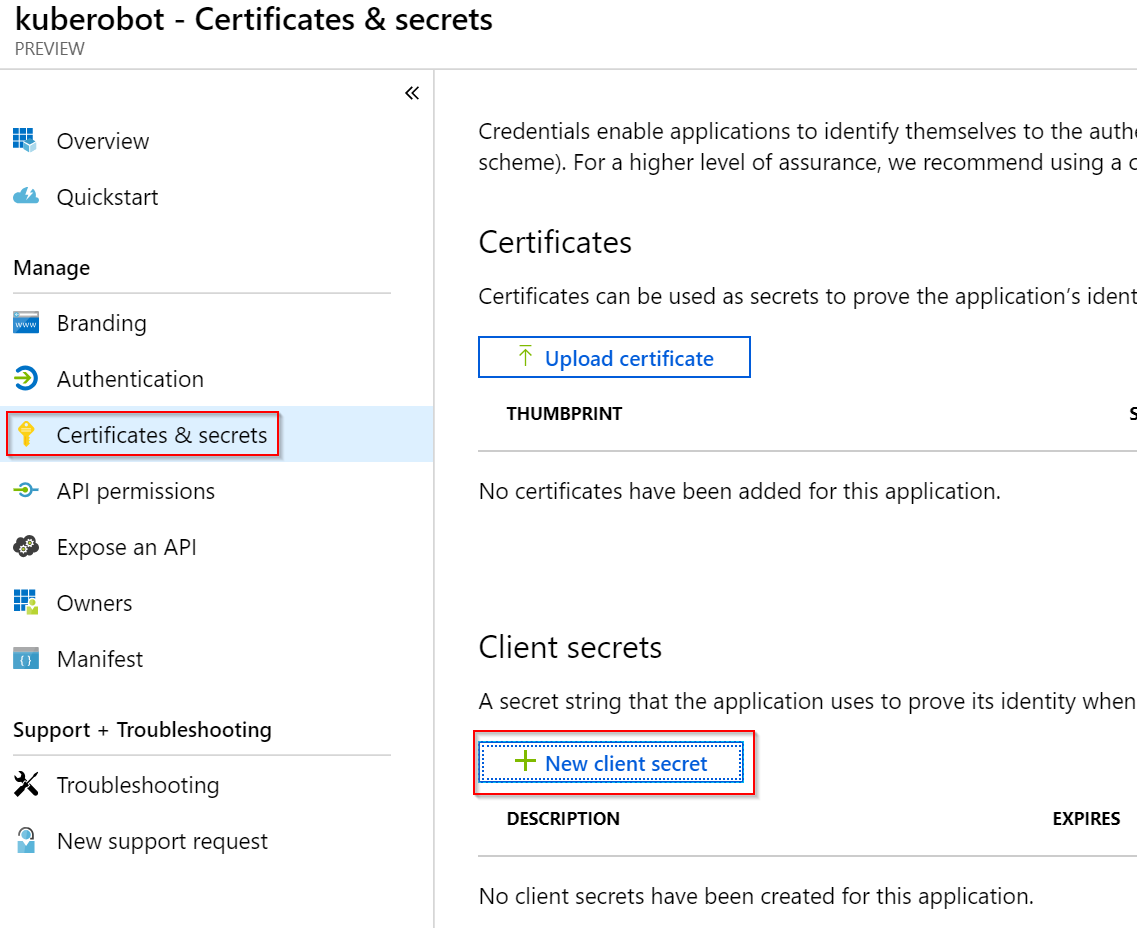 kuberobot - Certificates & secrets
PREVIEW
«
Overview
Quickstart
Manage
Branding
Authentication
Certificates & secrets
API permissions
Expose an API
Owners
Manifest
Support + Troubleshooting
Troubleshooting
New support request
Credentials enable applications to identify themselves to the
scheme). For a higher level of assurance, we recommend using a
Certificates
Certificates can be used as secrets to prove the application’s
Upload certificate
THUMBPRINT
No certificates have been added for this application.
Client secrets
A secret string that the application uses to prove its identity when
New client secret
DESCRIPTION EXPIRES
No client secrets have been created for this application.